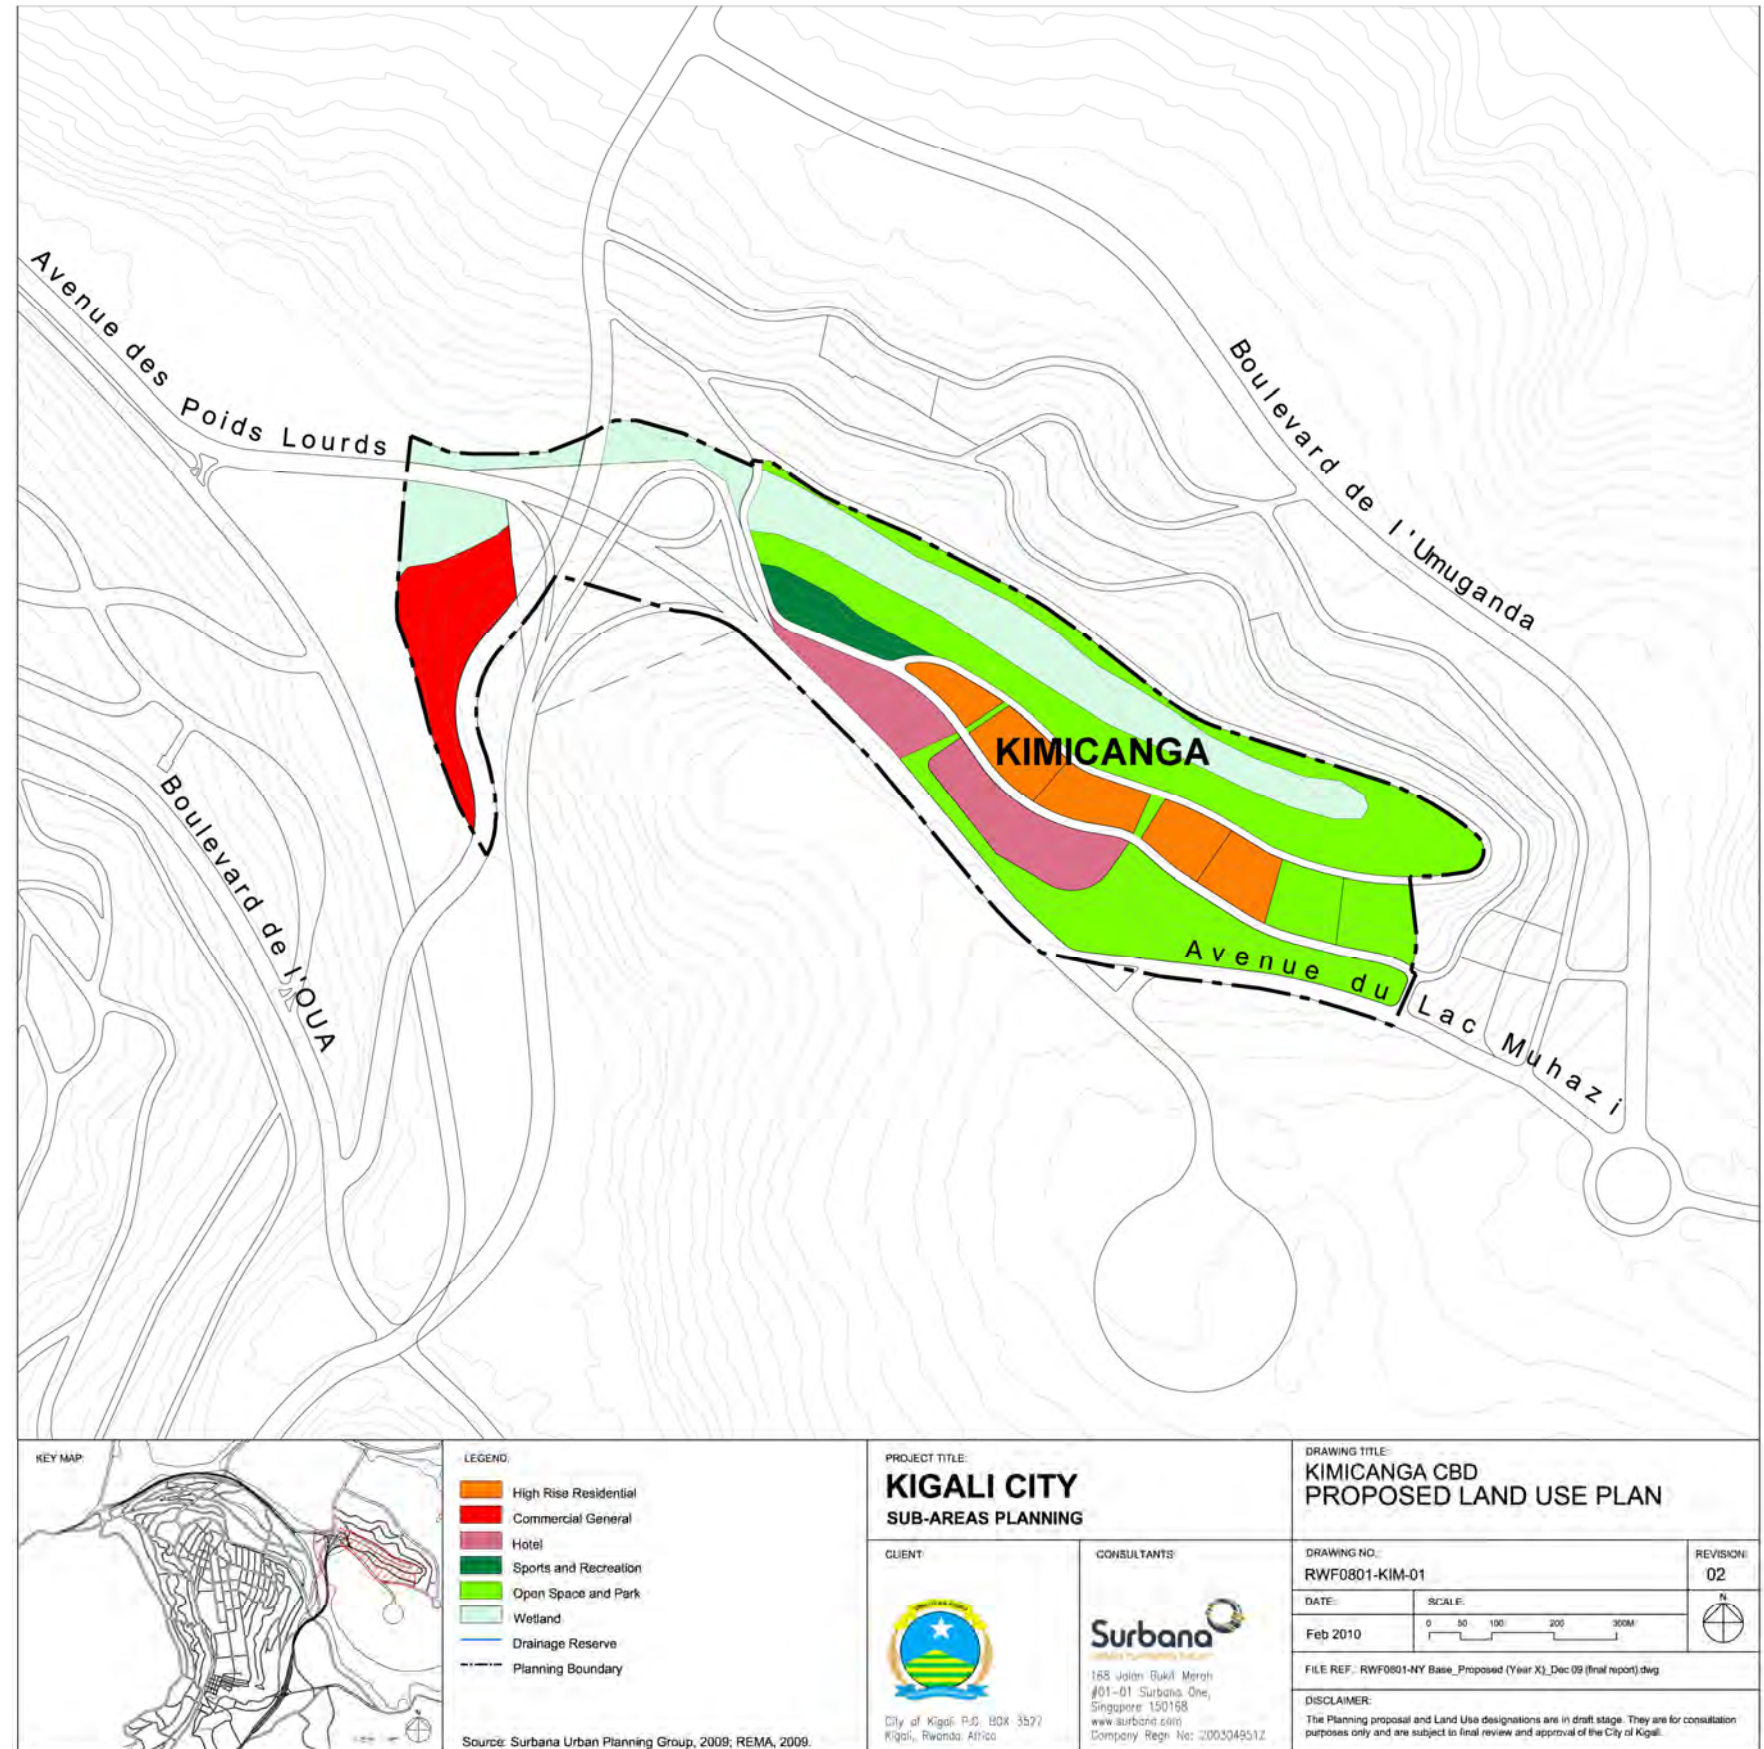 Avenue des Poids Lourds
Boulevard de l'Umuganda
KIMICANGA
Boulevard de l'OUA
Avenue du Lac Muhazi
KEY MAP:
N
LEGEND:
High Rise Residential
Commercial General
Hotel
Sports and Recreation
Open Space and Park
Wetland
Drainage Reserve
Planning Boundary
Source: Surbana Urban Planning Group, 2009; REMA, 2009.
PROJECT TITLE:
KIGALI CITY
SUB-AREAS PLANNING
CLIENT:
City of Kigali P.O. BOX 3527
Kigali, Rwanda Africa
CONSULTANTS:
Surbana
168 Jalan Bukit Merah
#01-01 Surbana One,
Singapore 150168
www.surbana.com
Company Regn No: 200304951Z
DRAWING TITLE:
KIMICANGA CBD
PROPOSED LAND USE PLAN
DRAWING NO.:
RWF0801-KIM-01
REVISION:
02
DATE:
Feb 2010
SCALE:
0 50 100 200 300M
N
FILE REF.: RWF0801-NY Base_Proposed (Year X)_Dec 09 (final report).dwg
DISCLAIMER:
The Planning proposal and Land Use designations are in draft stage. They are for consultation
purposes only and are subject to final review and approval of the City of Kigali.